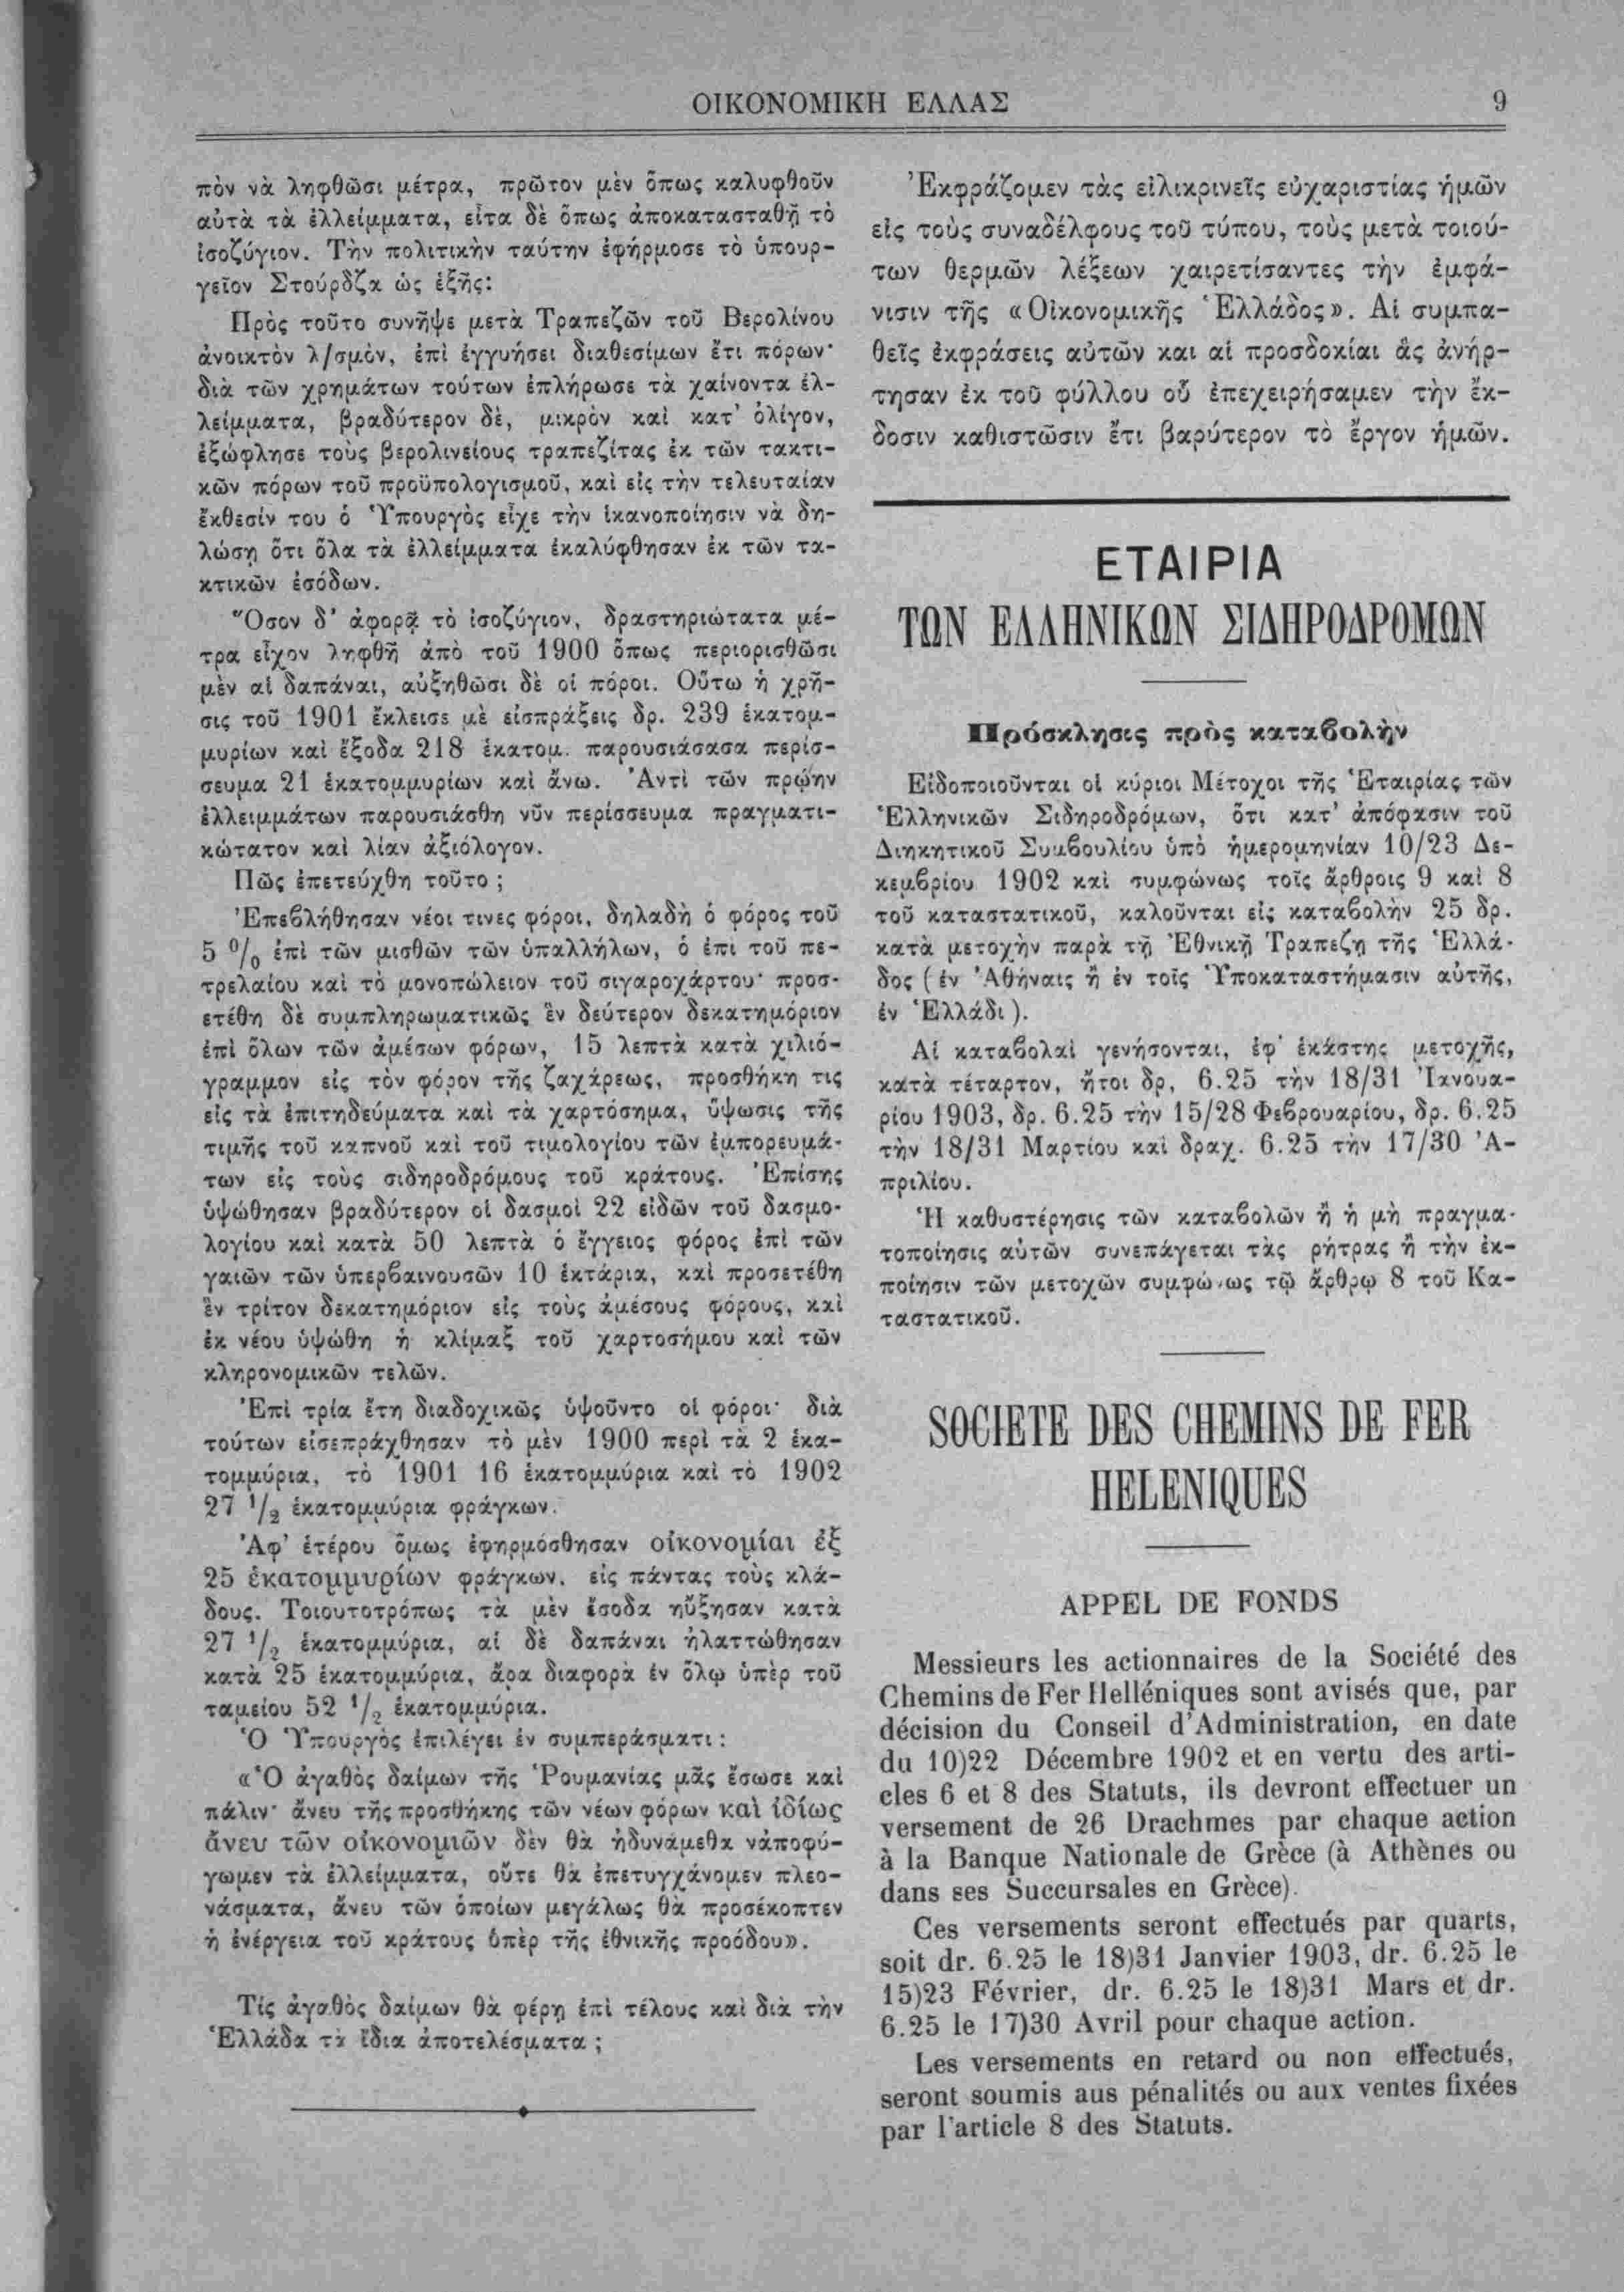 ΟΙΚΟΝΟΜΙΚΗ ΕΛΛΑΣ
9
πὸν νὰ ληφθῶσι μέτρα, πρῶτον μὲν ὅπως καλυφθοῦν
αὐτὰ τὰ ἐλλείμματα, εἶτα δὲ ὅπως ἀποκατασταθῇ τὸ
ἰσοζύγιον. Τὴν πολιτικὴν ταύτην ἐφήρμοσε τὸ ὑπουρ-
γεῖον Στούρδζα ὡς ἑξῆς:
Πρὸς τοῦτο συνῆψε μετὰ Τραπεζῶν τοῦ Βερολίνου
ἀνοικτὸν λ/σμὸν, ἐπὶ ἐγγυήσει διαθεσίμων ἔτι πόρων·
διὰ τῶν χρημάτων τούτων ἐπλήρωσε τὰ χαίνοντα ἐλ-
λείμματα, βραδύτερον δὲ, μικρὸν καὶ κατ' ὀλίγον,
ἐξώφλησε τοὺς βερολινείους τραπεζίτας ἐκ τῶν τακτι-
κῶν πόρων τοῦ προϋπολογισμοῦ, καὶ εἰς τὴν τελευταίαν
ἔκθεσίν του ὁ Ὑπουργὸς εἶχε τὴν ἱκανοποίησιν νὰ δη-
λώσῃ ὅτι ὅλα τὰ ἐλλείμματα ἐκαλύφθησαν ἐκ τῶν τα-
κτικῶν ἐσόδων.
Ὅσον δ' ἀφορᾷ τὸ ἰσοζύγιον, δραστηριώτατα μέ-
τρα εἶχον ληφθῆ ἀπὸ τοῦ 1900 ὅπως περιορισθῶσι
μὲν αἱ δαπάναι, αὐξηθῶσι δὲ οἱ πόροι. Οὕτω ἡ χρῆ-
σις τοῦ 1901 ἔκλεισε μὲ εἰσπράξεις δρ. 239 ἑκατομ-
μυρίων καὶ ἔξοδα 218 ἑκατομ. παρουσιάσασα περίσ-
σευμα 21 ἑκατομμυρίων καὶ ἄνω. Ἀντὶ τῶν πρῴην
ἐλλειμμάτων παρουσιάσθη νῦν περίσσευμα πραγματι-
κώτατον καὶ λίαν ἀξιόλογον.
Πῶς ἐπετεύχθη τοῦτο ;
Ἐπεβλήθησαν νέοι τινες φόροι, δηλαδὴ ὁ φόρος τοῦ
5 % ἐπὶ τῶν μισθῶν τῶν ὑπαλλήλων, ὁ ἐπὶ τοῦ πε-
τρελαίου καὶ τὸ μονοπώλειον τοῦ σιγαροχάρτου· προσ-
ετέθη δὲ συμπληρωματικῶς ἓν δεύτερον δεκατημόριον
ἐπὶ ὅλων τῶν ἀμέσων φόρων, 15 λεπτὰ κατὰ χιλιό-
γραμμον εἰς τὸν φόρον τῆς ζαχάρεως, προσθήκη τις
εἰς τὰ ἐπιτηδεύματα καὶ τὰ χαρτόσημα, ὕψωσις τῆς
τιμῆς τοῦ καπνοῦ καὶ τοῦ τιμολογίου τῶν ἐμπορευμά-
των εἰς τοὺς σιδηροδρόμους τοῦ κράτους. Ἐπίσης
ὑψώθησαν βραδύτερον οἱ δασμοὶ 22 εἰδῶν τοῦ δασμο-
λογίου καὶ κατὰ 50 λεπτὰ ὁ ἔγγειος φόρος ἐπὶ τῶν
γαιῶν τῶν ὑπερβαινουσῶν 10 ἑκτάρια, καὶ προσετέθη
ἓν τρίτον δεκατημόριον εἰς τοὺς ἀμέσους φόρους, καὶ
ἐκ νέου ὑψώθη ἡ κλίμαξ τοῦ χαρτοσήμου καὶ τῶν
κληρονομικῶν τελῶν.
Ἐπὶ τρία ἔτη διαδοχικῶς ὑψοῦντο οἱ φόροι· διὰ
τούτων εἰσεπράχθησαν τὸ μὲν 1900 περὶ τὰ 2 ἑκα-
τομμύρια, τὸ 1901 16 ἑκατομμύρια καὶ τὸ 1902
27 1/2 ἑκατομμύρια φράγκων.
Ἀφ' ἑτέρου ὅμως ἐφηρμόσθησαν οἰκονομίαι ἐξ
25 ἑκατομμυρίων φράγκων, εἰς πάντας τοὺς κλά-
δους. Τοιουτοτρόπως τὰ μὲν ἔσοδα ηὔξησαν κατὰ
27 1/2 ἑκατομμύρια, αἱ δὲ δαπάναι ἠλαττώθησαν
κατὰ 25 ἑκατομμύρια, ἄρα διαφορὰ ἐν ὅλῳ ὑπὲρ τοῦ
ταμείου 52 1/2 ἑκατομμύρια.
Ὁ Ὑπουργὸς ἐπιλέγει ἐν συμπεράσματι :
«Ὁ ἀγαθὸς δαίμων τῆς Ῥουμανίας μᾶς ἔσωσε καὶ
πάλιν· ἄνευ τῆς προσθήκης τῶν νέων φόρων καὶ ἰδίως
ἄνευ τῶν οἰκονομιῶν δὲν θὰ ἠδυνάμεθα νἀποφύ-
γωμεν τὰ ἐλλείμματα, οὔτε θὰ ἐπετυγχάνομεν πλεο-
νάσματα, ἄνευ τῶν ὁποίων μεγάλως θὰ προσέκοπτεν
ἡ ἐνέργεια τοῦ κράτους ὑπὲρ τῆς ἐθνικῆς προόδου».
Τίς ἀγαθὸς δαίμων θὰ φέρῃ ἐπὶ τέλους καὶ διὰ τὴν
Ἑλλάδα τὰ ἴδια ἀποτελέσματα ;
Ἐκφράζομεν τὰς εἰλικρινεῖς εὐχαριστίας ἡμῶν
εἰς τοὺς συναδέλφους τοῦ τύπου, τοὺς μετὰ τοιού-
των θερμῶν λέξεων χαιρετίσαντες τὴν ἐμφά-
νισιν τῆς «Οἰκονομικῆς Ἑλλάδος». Αἱ συμπα-
θεῖς ἐκφράσεις αὐτῶν και αἱ προσδοκίαι ἃς ἀνήρ-
τησαν ἐκ τοῦ φύλλου οὗ ἐπεχειρήσαμεν τὴν ἔκ-
δοσιν καθιστῶσιν ἔτι βαρύτερον τὸ ἔργον ἡμῶν.
ΕΤΑΙΡΙΑ
ΤΩΝ ΕΛΛΗΝΙΚΩΝ ΣΙΔΗΡΟΔΡΟΜΩΝ
Πρόσκλησις πρὸς καταβολὴν
Εἰδοποιοῦνται οἱ κύριοι Μέτοχοι τῆς Ἑταιρίας τῶν
Ἑλληνικῶν Σιδηροδρόμων, ὅτι κατ' ἀπόφασιν τοῦ
Διηκητικοῦ Συμβουλίου ὑπὸ ἡμερομηνίαν 10/23 Δε-
κεμβρίου 1902 καὶ συμφώνως τοῖς ἄρθροις 9 καὶ 8
τοῦ καταστατικοῦ, καλοῦνται εἰς καταβολὴν 25 δρ.
κατὰ μετοχὴν παρὰ τῇ Ἐθνικῇ Τραπεζῃ τῆς Ἑλλά-
δος (ἐν Ἀθήναις ἢ ἐν τοῖς Ὑποκαταστήμασιν αὐτῆς,
ἐν Ἑλλάδι ).
Αἱ καταβολαὶ γενήσονται, ἐφ' ἑκάστης μετοχῆς,
κατὰ τέταρτον, ἤτοι δρ, 6.25 τὴν 18/31 Ἰανουα-
ρίου 1903, δρ. 6.25 τὴν 15/28 Φεβρουαρίου, δρ. 6.25
τὴν 18/31 Μαρτίου καὶ δραχ. 6.25 τὴν 17/30 Ἀ-
πριλίου.
Ἡ καθυστέρησις τῶν καταβολῶν ἢ ἡ μὴ πραγμα-
τοποίησις αὐτῶν συνεπάγεται τὰς ρήτρας ἢ τὴν ἐκ-
ποίησιν τῶν μετοχῶν συμφώνως τῷ ἄρθρῳ 8 τοῦ Κα-
ταστατικοῦ.
SOCIETE DES CHEMINS DE FER
HELENIQUES
APPEL DE FONDS
Messieurs les actionnaires de la Société des
Chemins de Fer Helléniques sont avisés que, par
décision du Conseil d'Administration, en date
du 10)22 Décembre 1902 et en vertu des arti-
cles 6 et 8 des Statuts, ils devront effectuer un
versement de 26 Drachmes par chaque action
à la Banque Nationale de Grèce (à Athènes ou
dans ses Succursales en Grèce).
Ces versements seront effectués par quarts,
soit dr. 6.25 le 18)31 Janvier 1903, dr. 6.25 le
15)23 Février, dr. 6.25 le 18)31 Mars et dr.
6.25 le 17)30 Avril pour chaque action.
Les versements en retard ou non effectués,
seront soumis aus pénalités ou aux ventes fixées
par l'article 8 des Statuts.